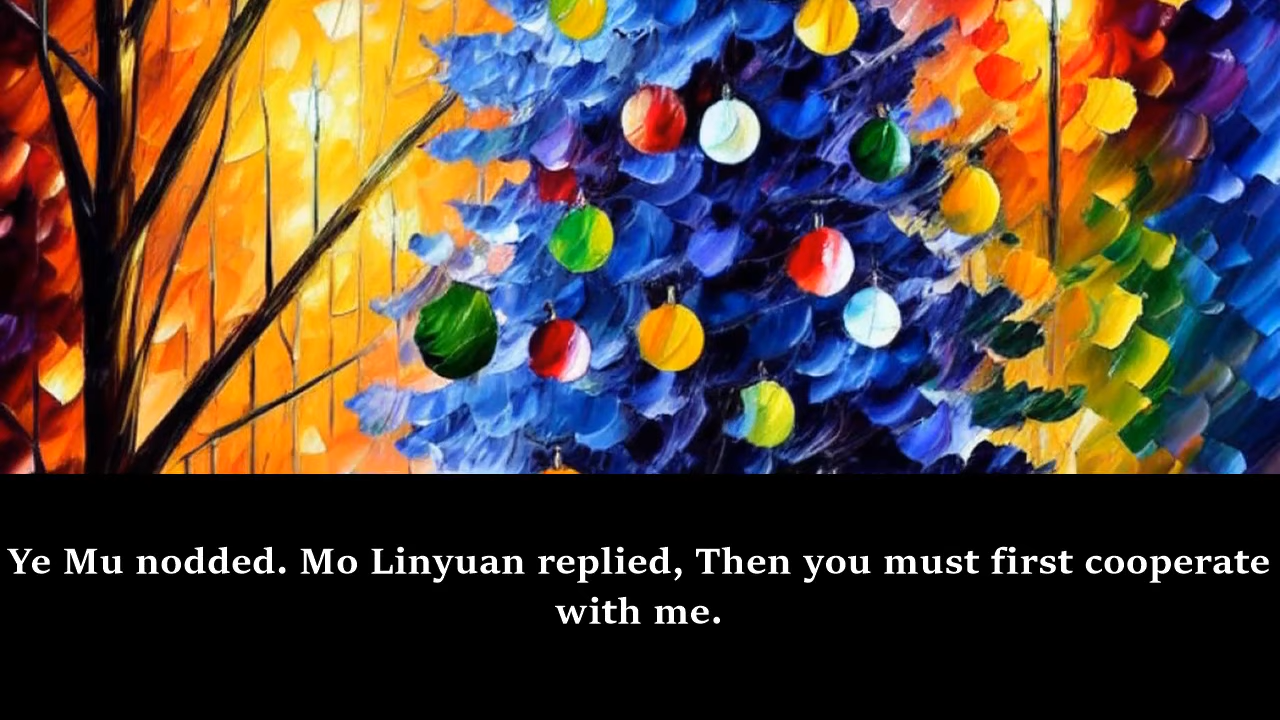 Ye Mu nodded. Mo Linyuan replied, Then you must first cooperate
with me.